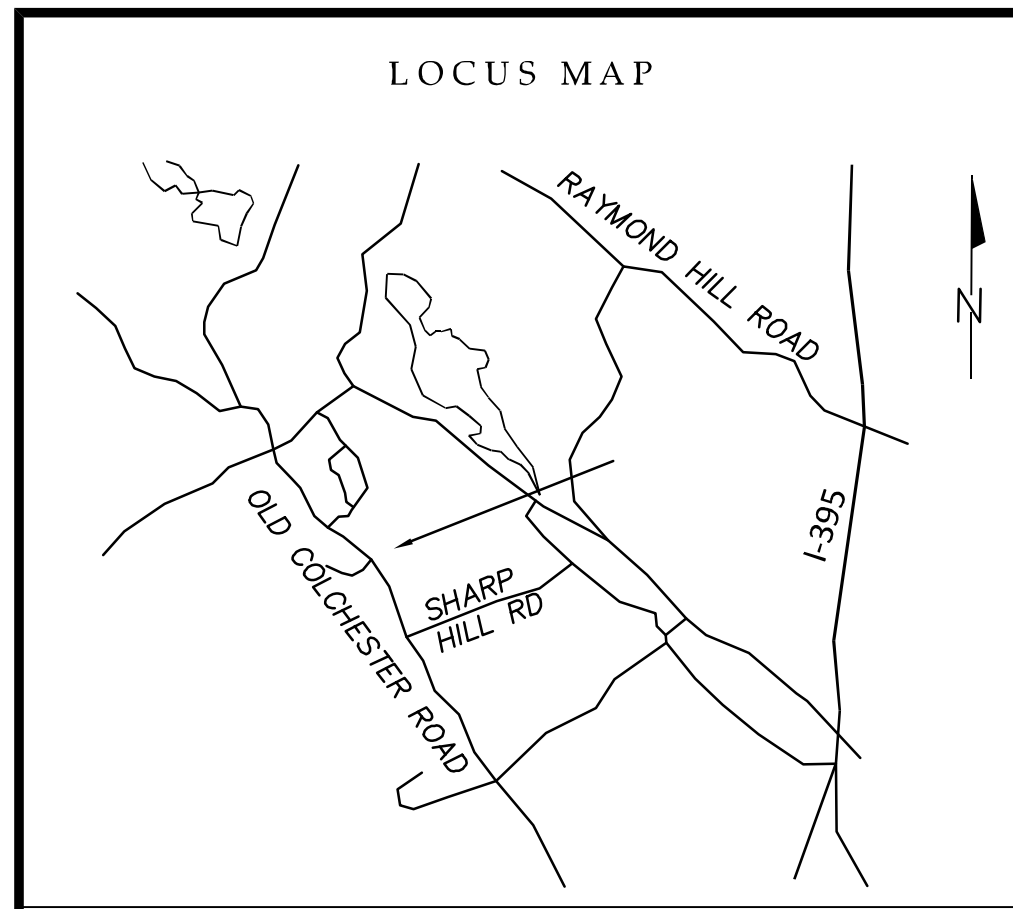 LOCUS MAP
RAYMOND HILL ROAD
N
I-395
OLD COLCHESTER ROAD
SHARP
HILL RD